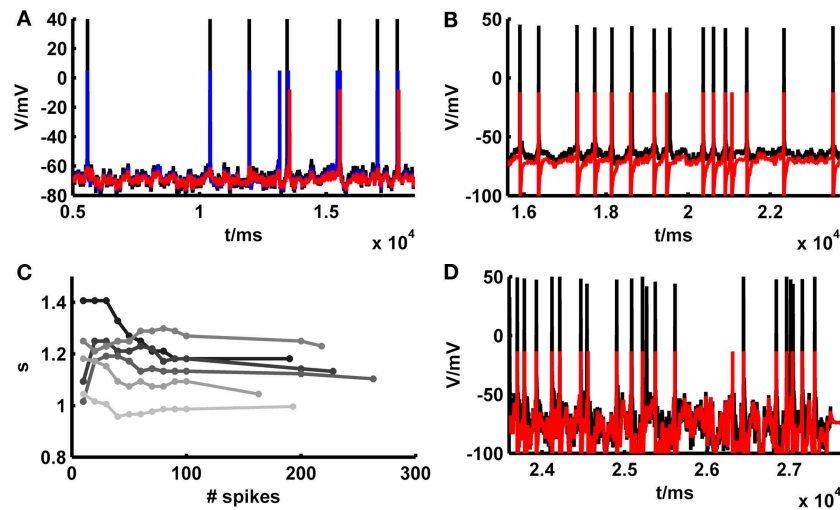 A
40
20
0
-20
-40
-60
-80
V/mV
0.5
1
1.5
t/ms
x 10^4
B
50
0
-50
-100
V/mV
1.6
1.8
2
2.2
t/ms
x 10^4
C
1.4
1.2
1
0.8
s
0
100
200
300
# spikes
D
50
0
-50
-100
V/mV
2.4
2.5
2.6
2.7
t/ms
x 10^4